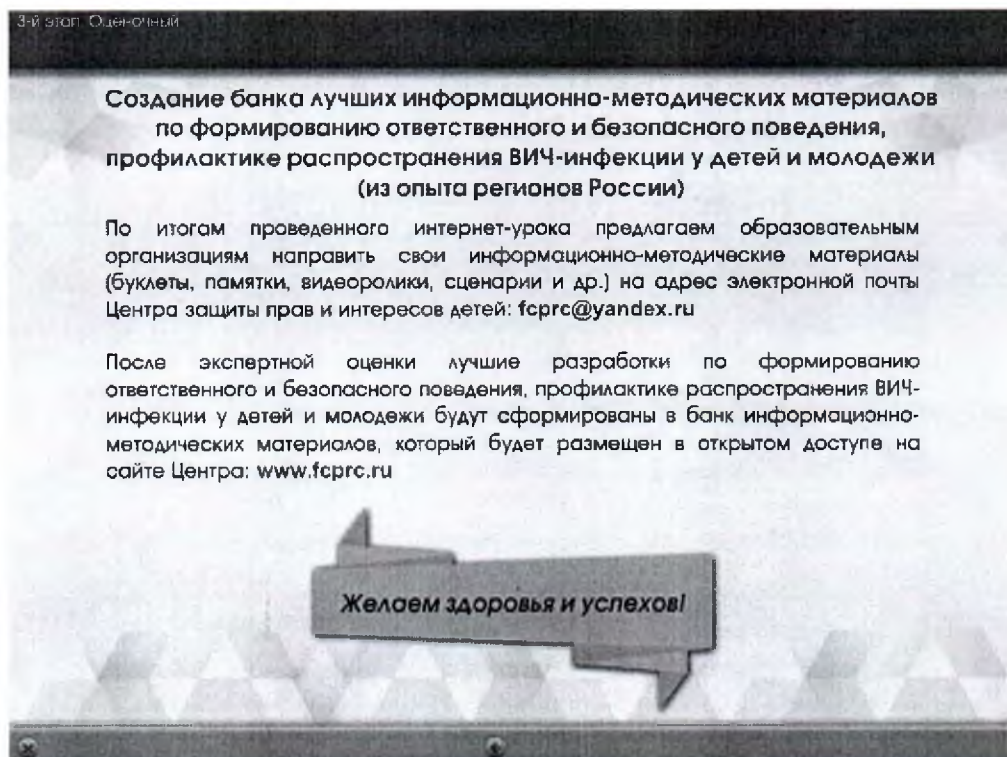 3-й этап. Оценочный
Создание банка лучших информационно-методических материалов
по формированию ответственного и безопасного поведения,
профилактике распространения ВИЧ-инфекции у детей и молодежи
(из опыта регионов России)
По итогам проведенного интернет-урока предлагаем образовательным
организациям направить свои информационно-методические материалы
(буклеты, памятки, видеоролики, сценарии и др.) на адрес электронной почты
Центра защиты прав и интересов детей: fcprc@yandex.ru
После экспертной оценки лучшие разработки по формированию
ответственного и безопасного поведения, профилактике распространения ВИЧ-
инфекции у детей и молодежи будут сформированы в банк информационно-
методических материалов, который будет размещен в открытом доступе на
сайте Центра: www.fcprc.ru
Желаем здоровья и успехов!